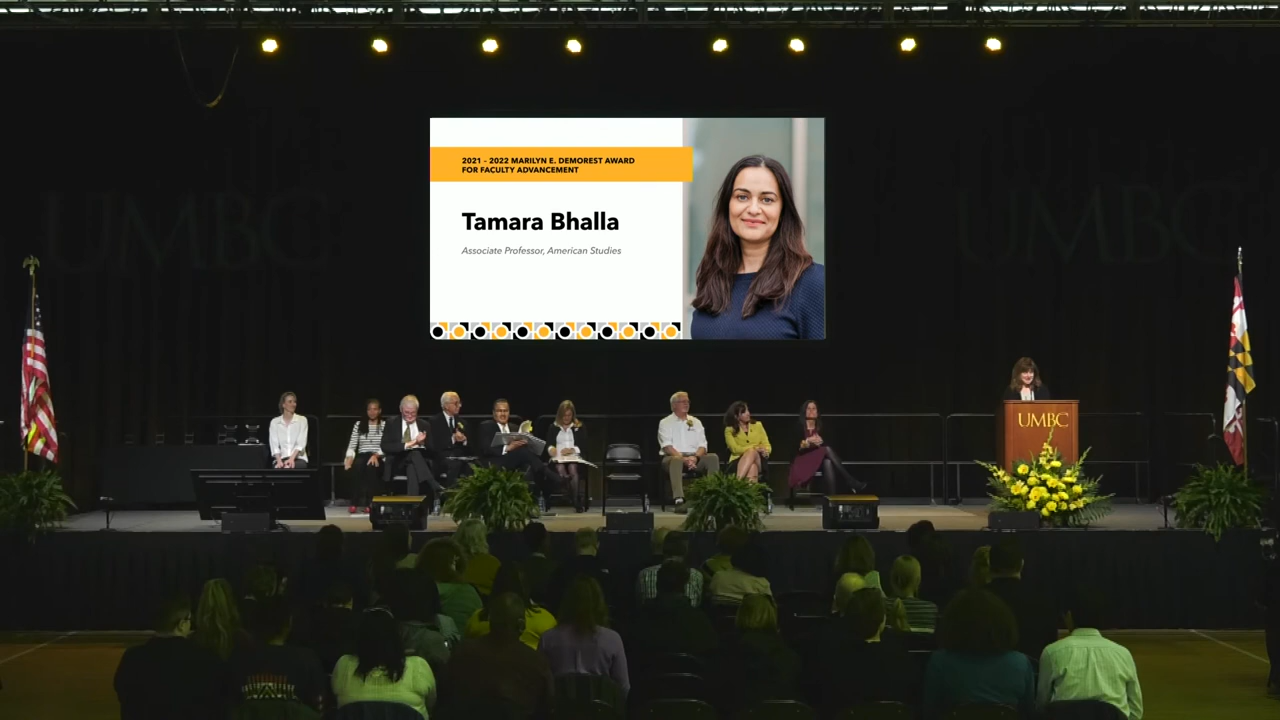 2021 – 2022 MARILYN E. DEMOREST AWARD
FOR FACULTY ADVANCEMENT
Tamara Bhalla
Associate Professor, American Studies
UMBC
UMBC
UMBC